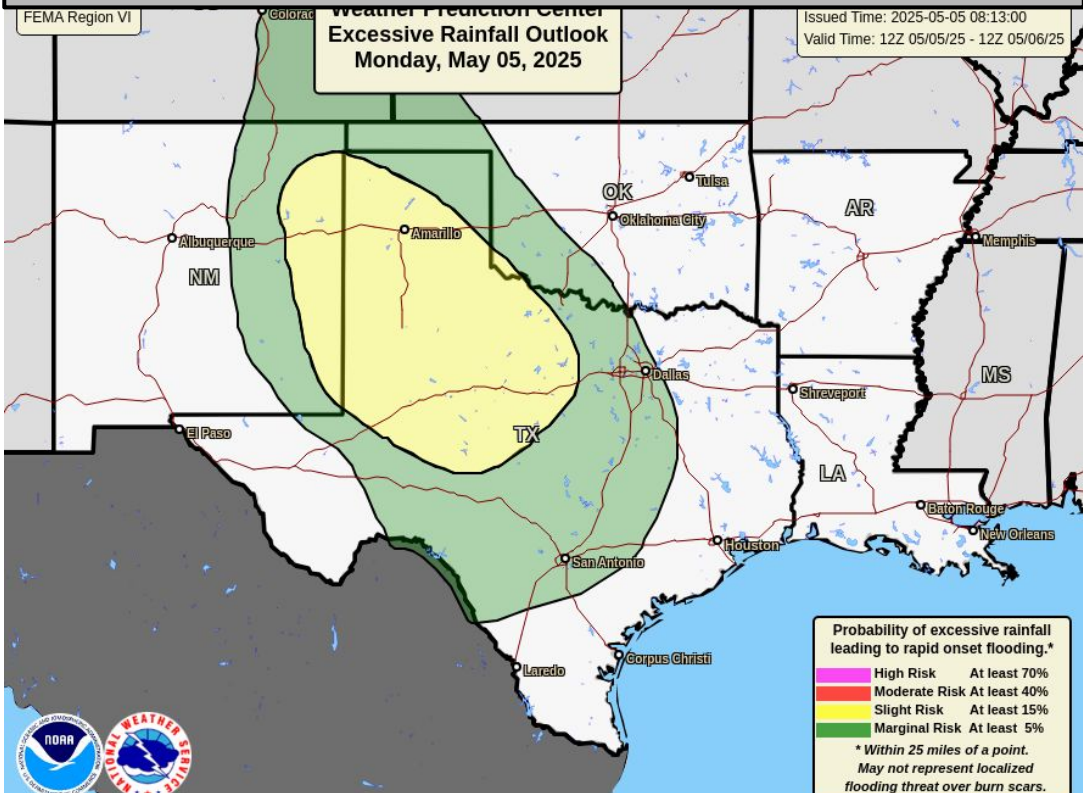 FEMA Region VI
Weather Prediction Center
Excessive Rainfall Outlook
Monday, May 05, 2025
Issued Time: 2025-05-05 08:13:00
Valid Time: 12Z 05/05/25 - 12Z 05/06/25
Colorad
Tulsa
OK
Oklahoma City
AR
Amarillo
Albuquerque
Memphis
NM
Dallas
MS
Shreveport
El Paso
TX
LA
Baton Rouge
New Orleans
Houston
San Antonio
Corpus Christi
Laredo
Probability of excessive rainfall
leading to rapid onset flooding.*
High Risk At least 70%
Moderate Risk At least 40%
Slight Risk At least 15%
Marginal Risk At least 5%
* Within 25 miles of a point.
May not represent localized
flooding threat over burn scars.
NOAA
NATIONAL WEATHER SERVICE